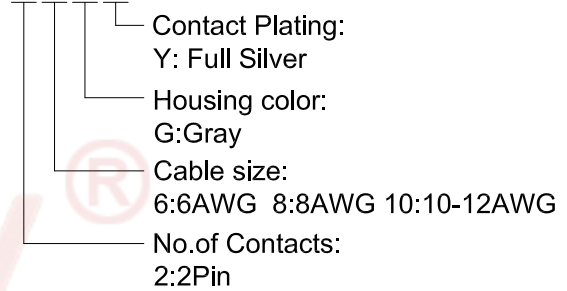 Contact Plating:
Y: Full Silver
Housing color:
G:Gray
Cable size:
6:6AWG 8:8AWG 10:10-12AWG
No.of Contacts:
2:2Pin
®